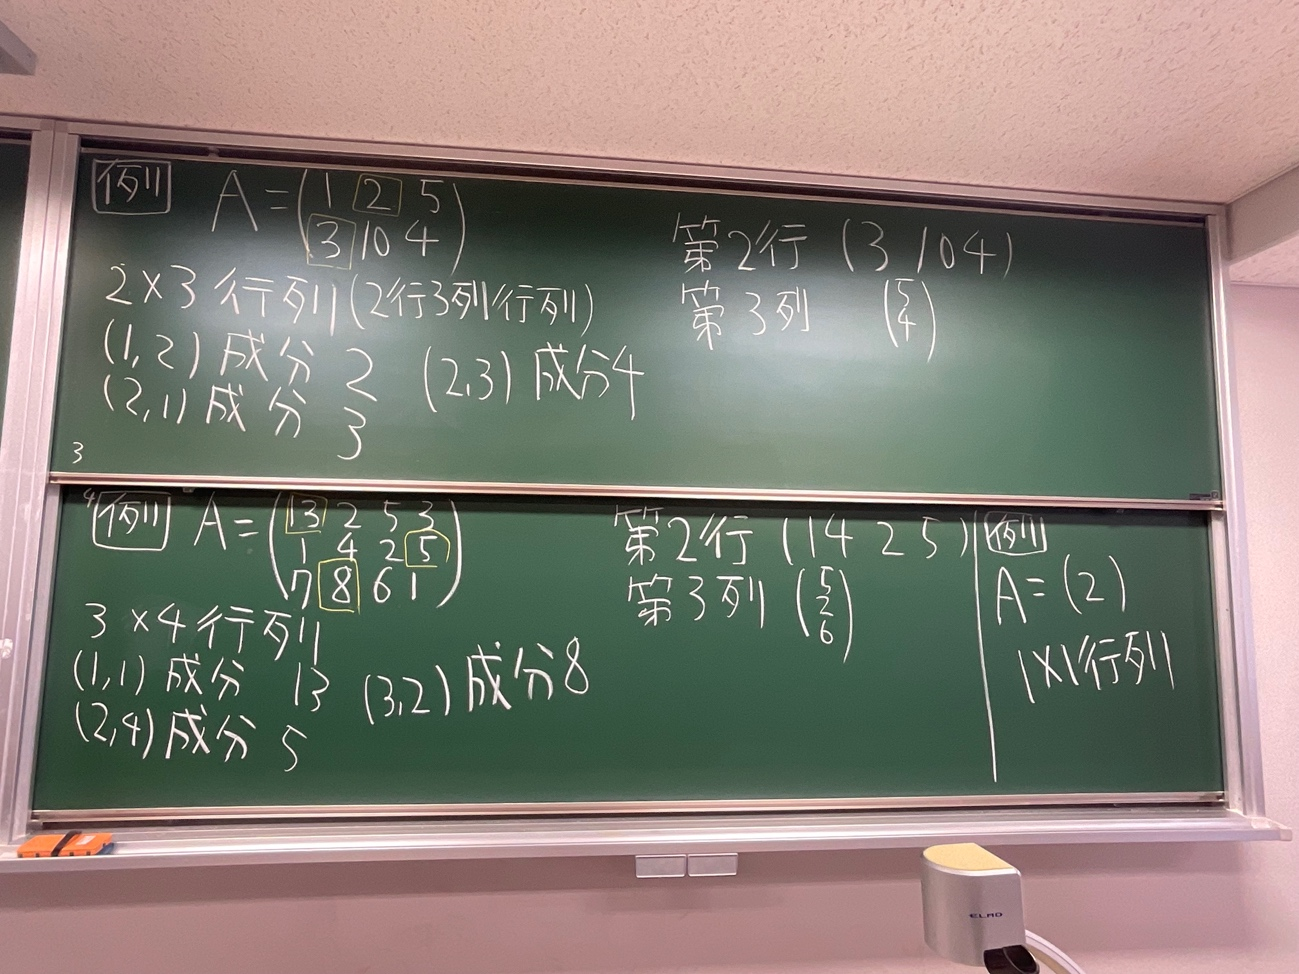 例 A = (1 2 5
3 10 4)
2×3 行列 (2行3列行列)
(1,2) 成分 2 (2,3) 成分4
(2,1) 成分 3
第2行 (3 10 4)
第3列 (5
4)
3
4
例 A = (13 2 5 3
1 4 2 5
7 8 6 1)
3×4 行列
(1,1) 成分 13 (3,2) 成分8
(2,4) 成分 5
第2行 (1 4 2 5)
第3列 (5
2
6)
例
A = (2)
1×1行列
ELMO